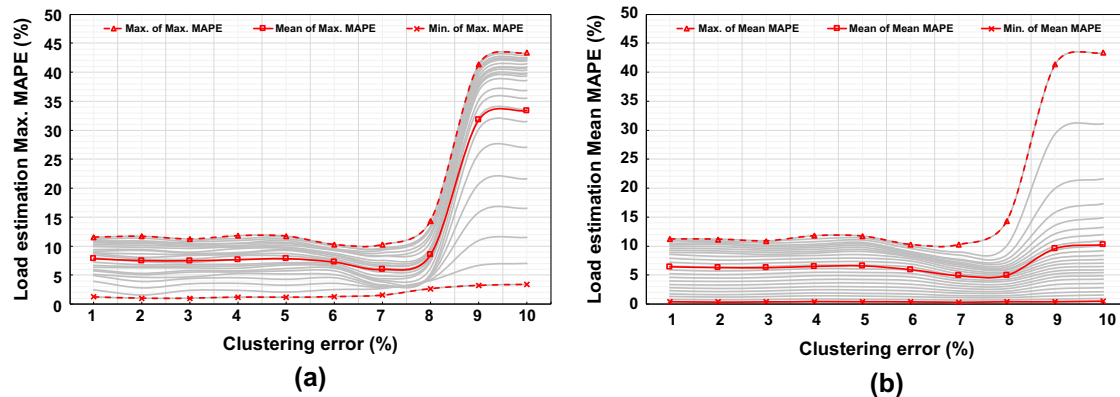 Load estimation Max. MAPE (%)
50
45
40
35
30
25
20
15
10
5
0
Max. of Max. MAPE
Mean of Max. MAPE
Min. of Max. MAPE
1 2 3 4 5 6 7 8 9 10
Clustering error (%)
(a)
Load estimation Mean MAPE (%)
50
45
40
35
30
25
20
15
10
5
0
Max. of Mean MAPE
Mean of Mean MAPE
Min. of Mean MAPE
1 2 3 4 5 6 7 8 9 10
Clustering error (%)
(b)